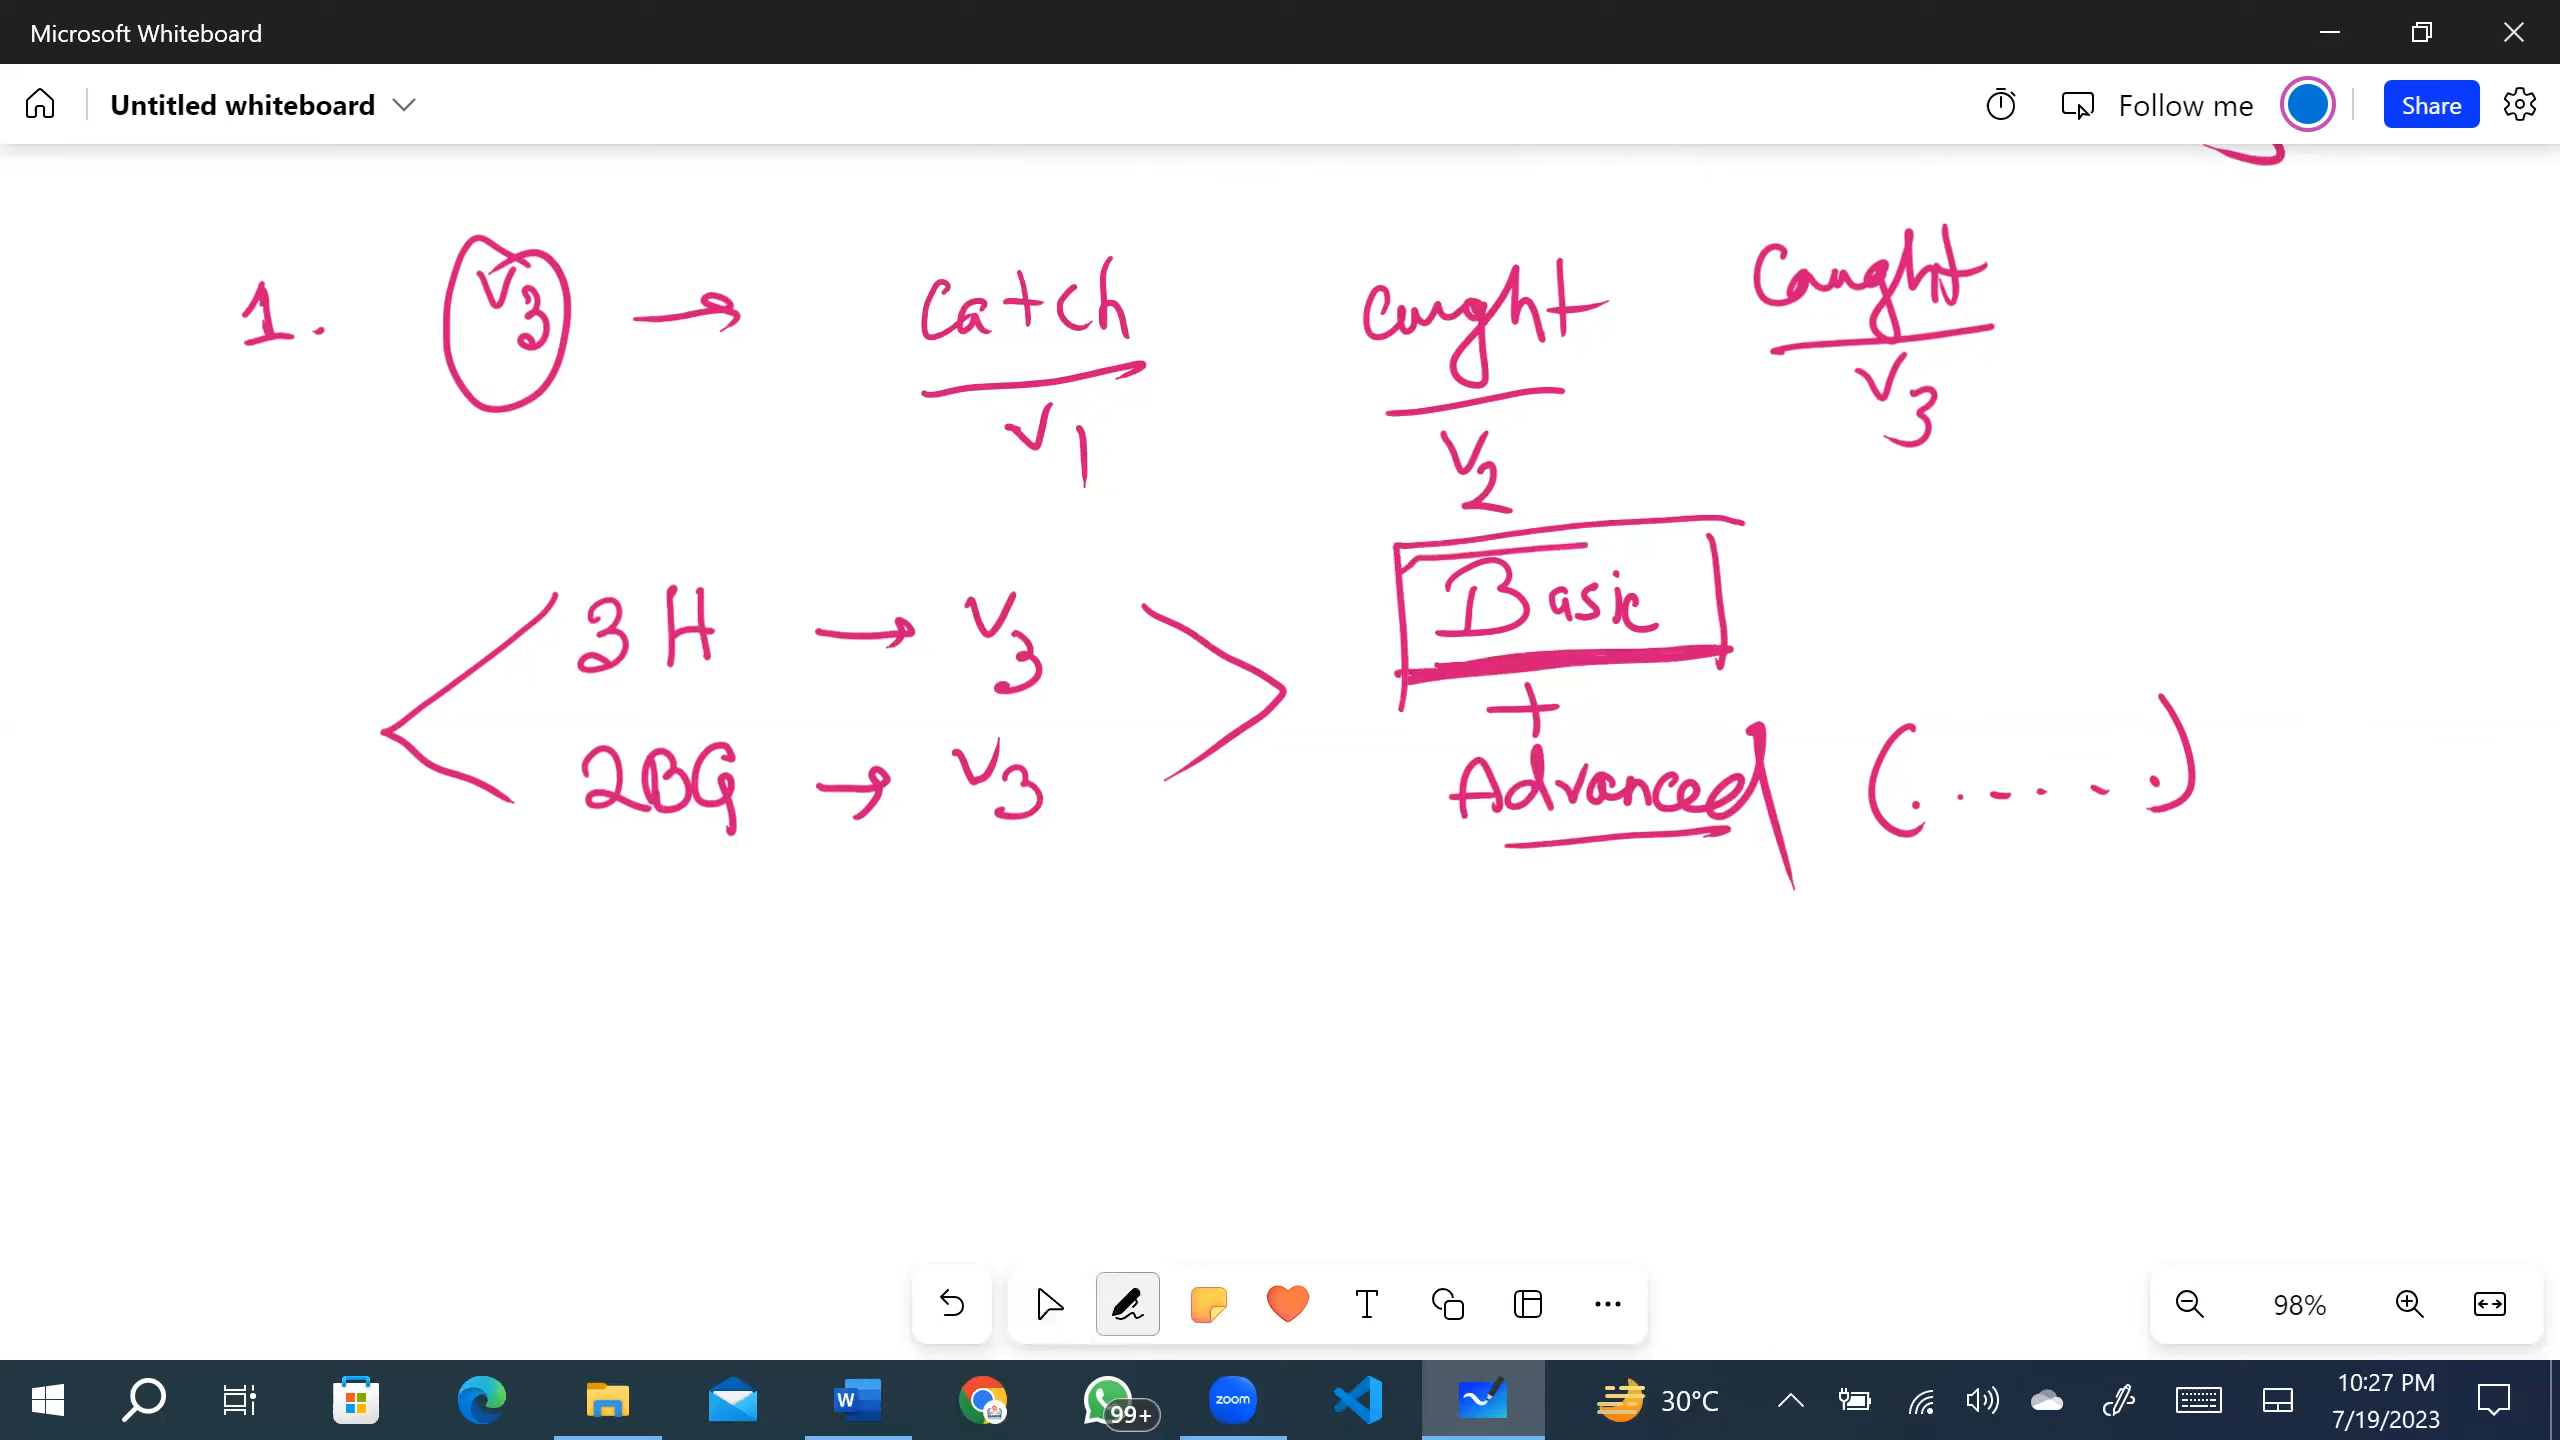 Microsoft Whiteboard
Untitled whiteboard
Follow me
Share
1. V3 → Catch Caught Caught
V1 V2 V3
3H → V3 Basic
+
2BG → V3 Advanced (.....)
98%
W
99+
zoom
30°C
10:27 PM
7/19/2023